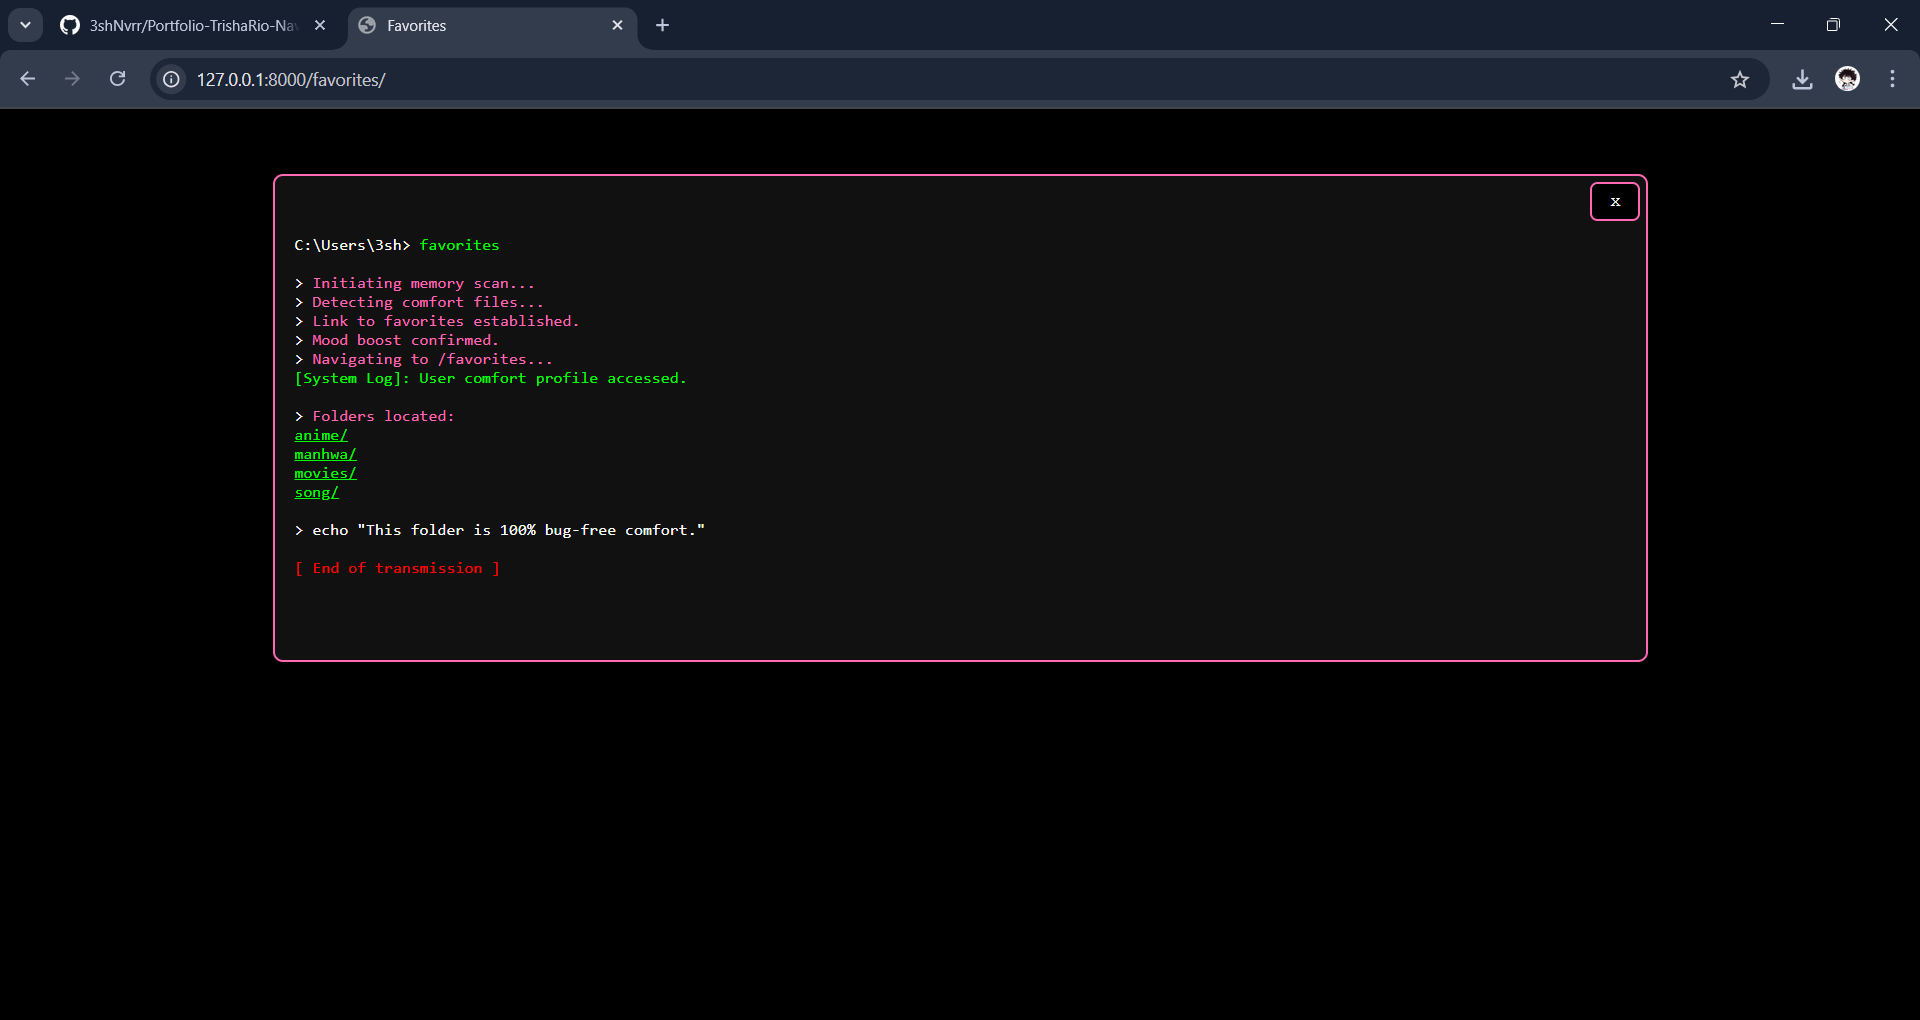 3shNvrr/Portfolio-TrishaRio-Na
Favorites
127.0.0.1:8000/favorites/
x
C:\Users\3sh> favorites
> Initiating memory scan...
> Detecting comfort files...
> Link to favorites established.
> Mood boost confirmed.
> Navigating to /favorites...
[System Log]: User comfort profile accessed.
> Folders located:
anime/
manhwa/
movies/
song/
> echo "This folder is 100% bug-free comfort."
[ End of transmission ]